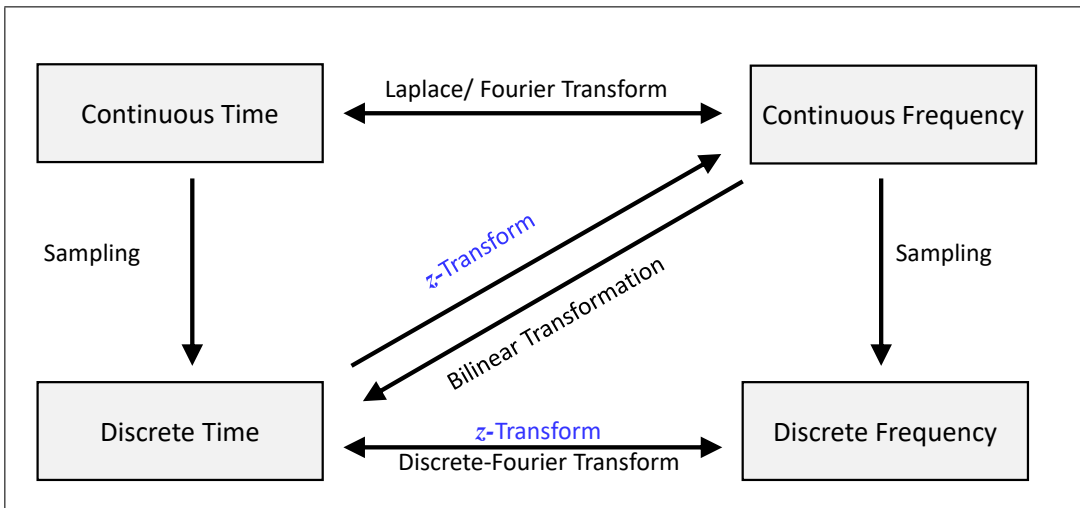 Laplace/ Fourier Transform
Continuous Time
Continuous Frequency
z-Transform
Sampling
Sampling
Bilinear Transformation
Discrete Time
z-Transform
Discrete Frequency
Discrete-Fourier Transform